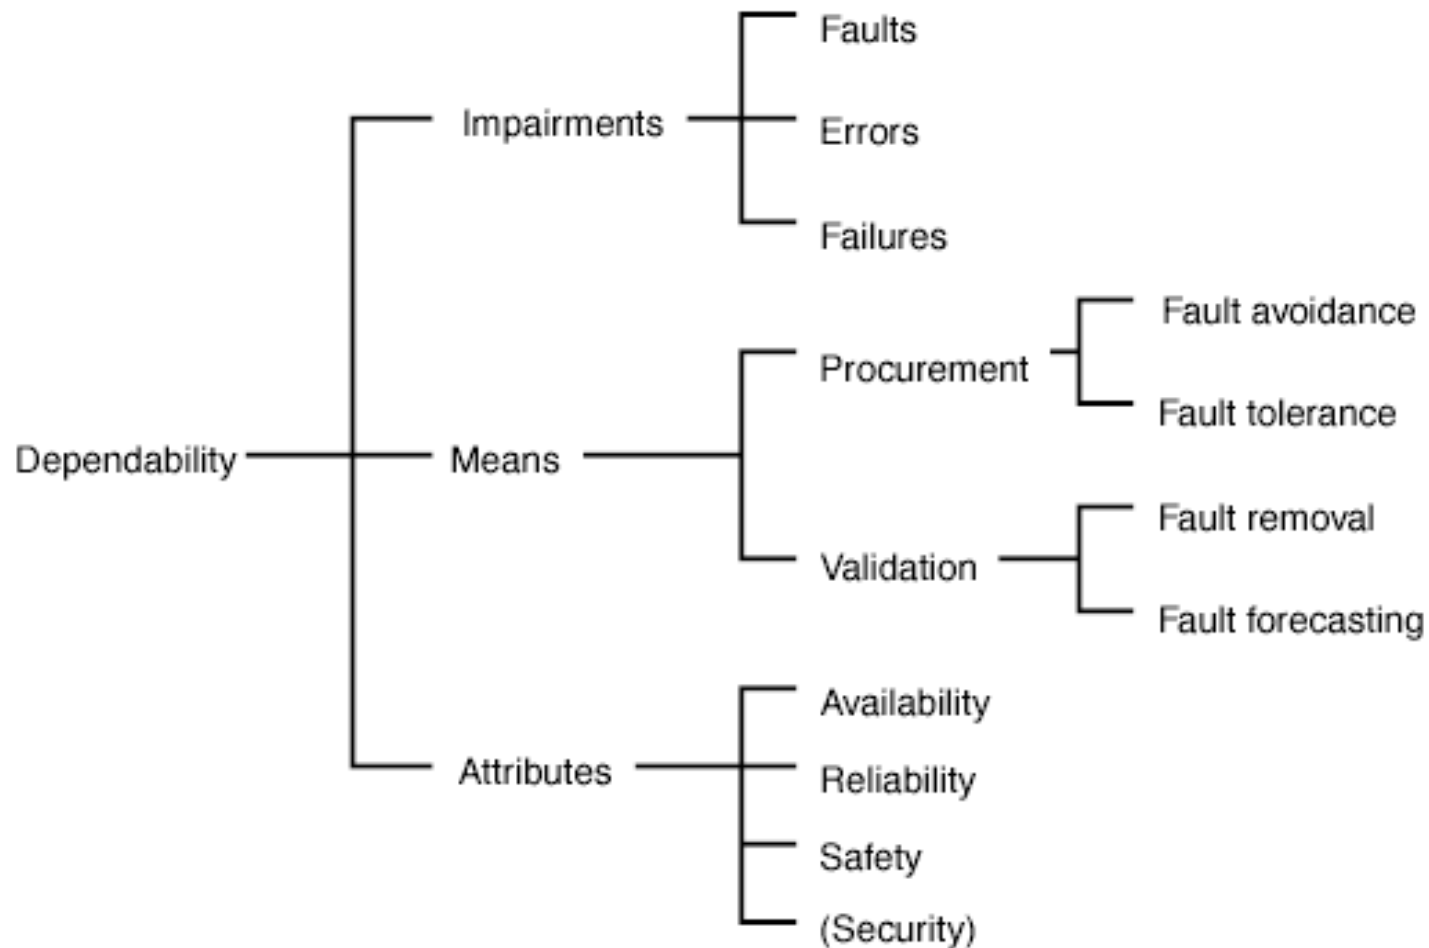 Dependability
Impairments
Faults
Errors
Failures
Means
Procurement
Fault avoidance
Fault tolerance
Validation
Fault removal
Fault forecasting
Attributes
Availability
Reliability
Safety
(Security)